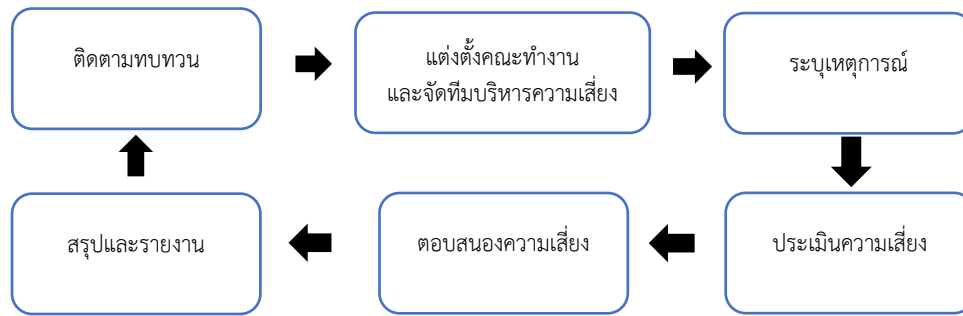 ติดตามทบทวน
แต่งตั้งคณะทำงาน
และจัดทีมบริหารความเสี่ยง
ระบุเหตุการณ์
สรุปและรายงาน
ตอบสนองความเสี่ยง
ประเมินความเสี่ยง